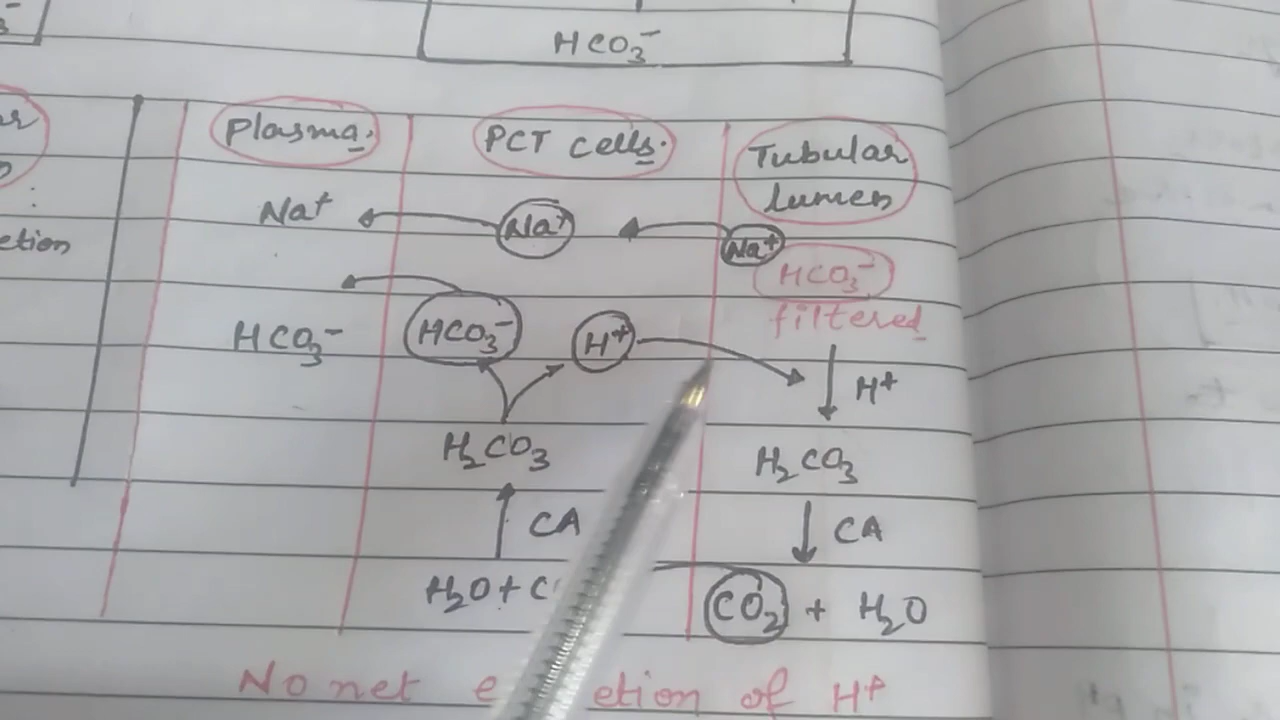 HCO3⁻
Plasma. PCT cells. Tubular lumen
Na⁺ Na⁺ Na⁺
HCO3⁻ filtered
HCO3⁻ HCO3⁻ H⁺ H⁺
H2CO3 H2CO3
CA CA
H2O + CO2 + H2O
No net of H⁺